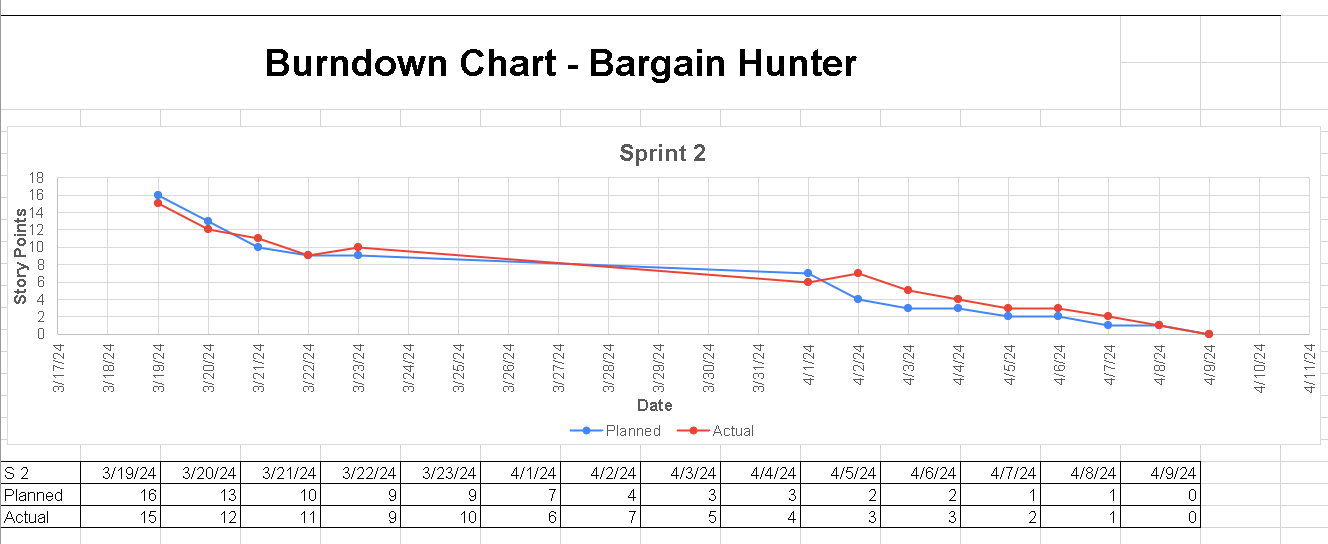 Burndown Chart - Bargain Hunter
Sprint 2
Story Points
18
16
14
12
10
8
6
4
2
0
3/17/24 3/18/24 3/19/24 3/20/24 3/21/24 3/22/24 3/23/24 3/24/24 3/25/24 3/26/24 3/27/24 3/28/24 3/29/24 3/30/24 3/31/24 4/1/24 4/2/24 4/3/24 4/4/24 4/5/24 4/6/24 4/7/24 4/8/24 4/9/24 4/10/24 4/11/24
Date
Planned Actual
S 2 3/19/24 3/20/24 3/21/24 3/22/24 3/23/24 4/1/24 4/2/24 4/3/24 4/4/24 4/5/24 4/6/24 4/7/24 4/8/24 4/9/24
Planned 16 13 10 9 9 7 4 3 3 2 2 1 1 0
Actual 15 12 11 9 10 6 7 5 4 3 3 2 1 0